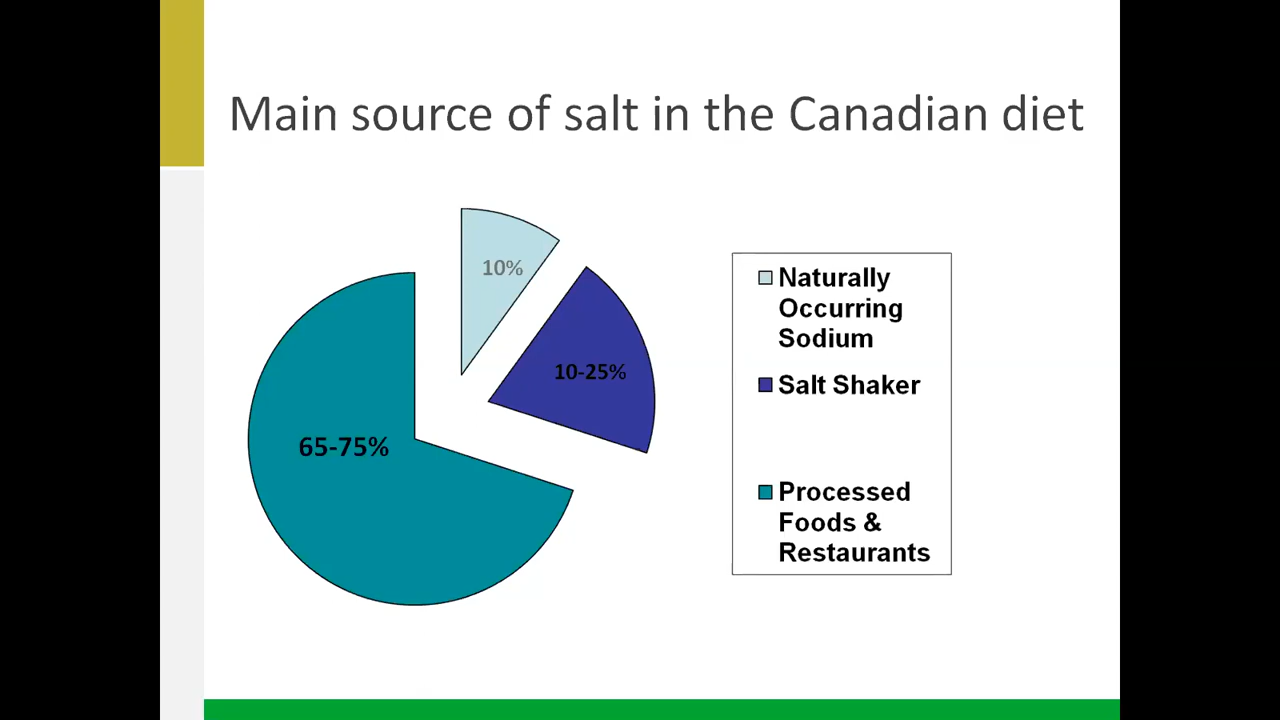 Main source of salt in the Canadian diet
10%
10-25%
65-75%
Naturally
Occurring
Sodium
Salt Shaker
Processed
Foods &
Restaurants